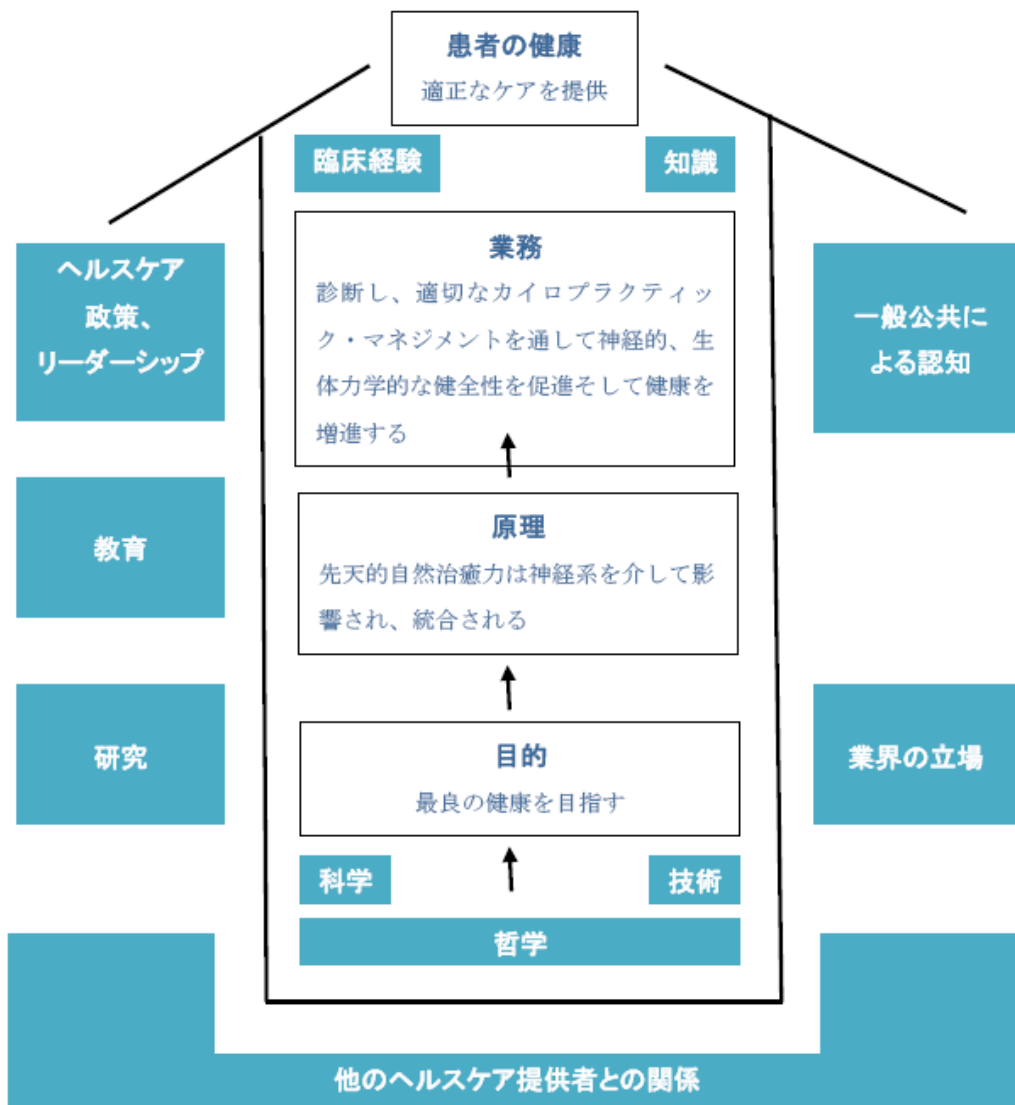 患者の健康
適正なケアを提供
臨床経験
知識
業務
診断し、適切なカイロプラクティッ
ク・マネジメントを通して神経的、生
体力学的な健全性を促進そして健康を
増進する
ヘルスケア
政策、
リーダーシップ
一般公共に
よる認知
原理
先天的自然治癒力は神経系を介して影
響され、統合される
教育
目的
最良の健康を目指す
研究
業界の立場
科学
技術
哲学
他のヘルスケア提供者との関係